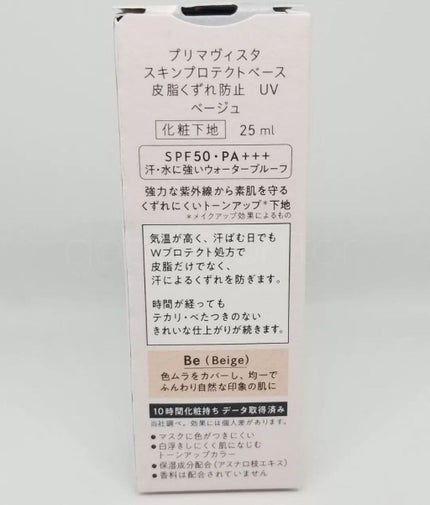 プリマヴィスタ
スキンプロテクトベース
皮脂くずれ防止 UV
ベージュ
化粧下地 25 ml
SPF50・PA+++
汗・水に強いウォータープルーフ
強力な紫外線から素肌を守る
くずれにくいトーンアップ*下地
*メイクアップ効果によるもの
気温が高く、汗ばむ日でも
Wプロテクト処方で
皮脂だけでなく、
汗によるくずれを防ぎます。
時間が経っても
テカリ・べたつきのない
きれいな仕上がりが続きます。
Be (Beige)
色ムラをカバーし、均一で
ふんわり自然な印象の肌に
10時間化粧持ち データ取得済み
当社調べ。効果には個人差があります。
●マスクに色がつきにくい
●白浮きしにくく肌になじむ
トーンアップカラー
●保湿成分配合(アスナロ枝エキス)
●香料は配合されていません